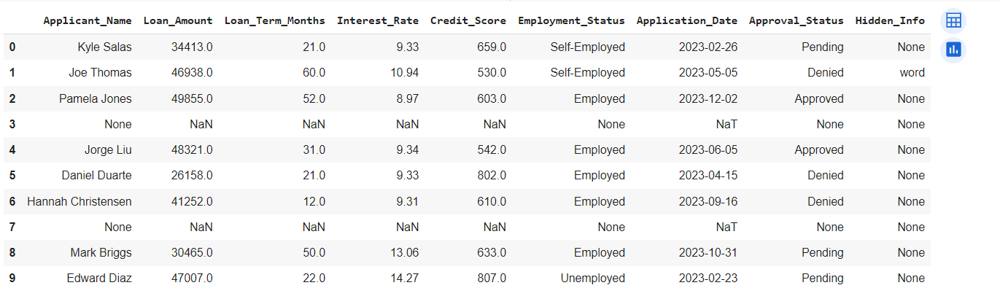 Applicant_Name Loan_Amount Loan_Term_Months Interest_Rate Credit_Score Employment_Status Application_Date Approval_Status Hidden_Info
0 Kyle Salas 34413.0 21.0 9.33 659.0 Self-Employed 2023-02-26 Pending None
1 Joe Thomas 46938.0 60.0 10.94 530.0 Self-Employed 2023-05-05 Denied word
2 Pamela Jones 49855.0 52.0 8.97 603.0 Employed 2023-12-02 Approved None
3 None NaN NaN NaN NaN None NaT None None
4 Jorge Liu 48321.0 31.0 9.34 542.0 Employed 2023-06-05 Approved None
5 Daniel Duarte 26158.0 21.0 9.33 802.0 Employed 2023-04-15 Denied None
6 Hannah Christensen 41252.0 12.0 9.31 610.0 Employed 2023-09-16 Denied None
7 None NaN NaN NaN NaN None NaT None None
8 Mark Briggs 30465.0 50.0 13.06 633.0 Employed 2023-10-31 Pending None
9 Edward Diaz 47007.0 22.0 14.27 807.0 Unemployed 2023-02-23 Pending None